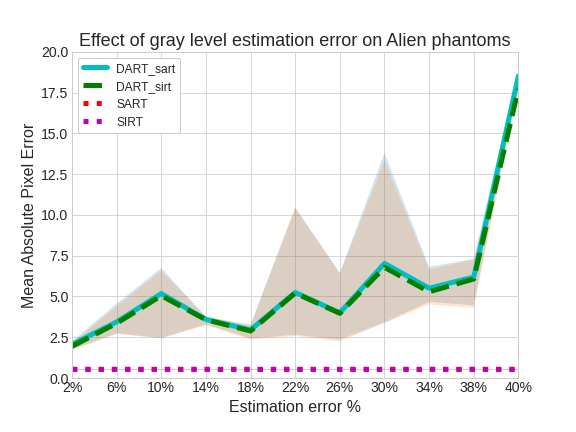 Effect of gray level estimation error on Alien phantoms
20.0
17.5
15.0
12.5
10.0
7.5
5.0
2.5
0.0
Mean Absolute Pixel Error
DART_sart
DART_sirt
SART
SIRT
2% 6% 10% 14% 18% 22% 26% 30% 34% 38% 40%
Estimation error %